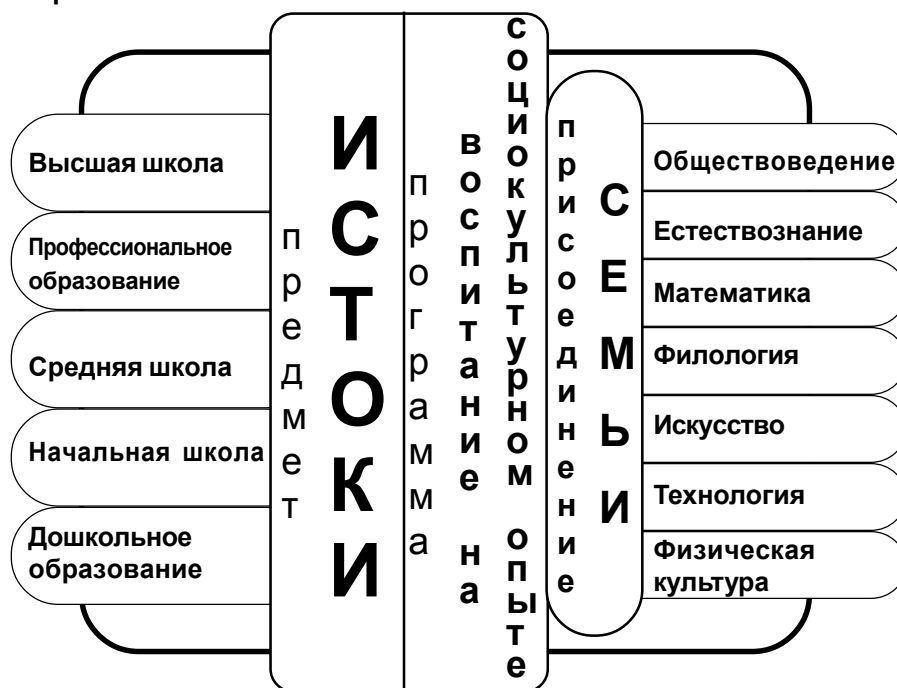 Высшая школа
Профессиональное
образование
Средняя школа
Начальная школа
Дошкольное
образование
предмет
ИСТОКИ
программа
воспитание на
социокультурном опыте
присоединение
СЕМЬИ
Обществоведение
Естествознание
Математика
Филология
Искусство
Технология
Физическая
культура